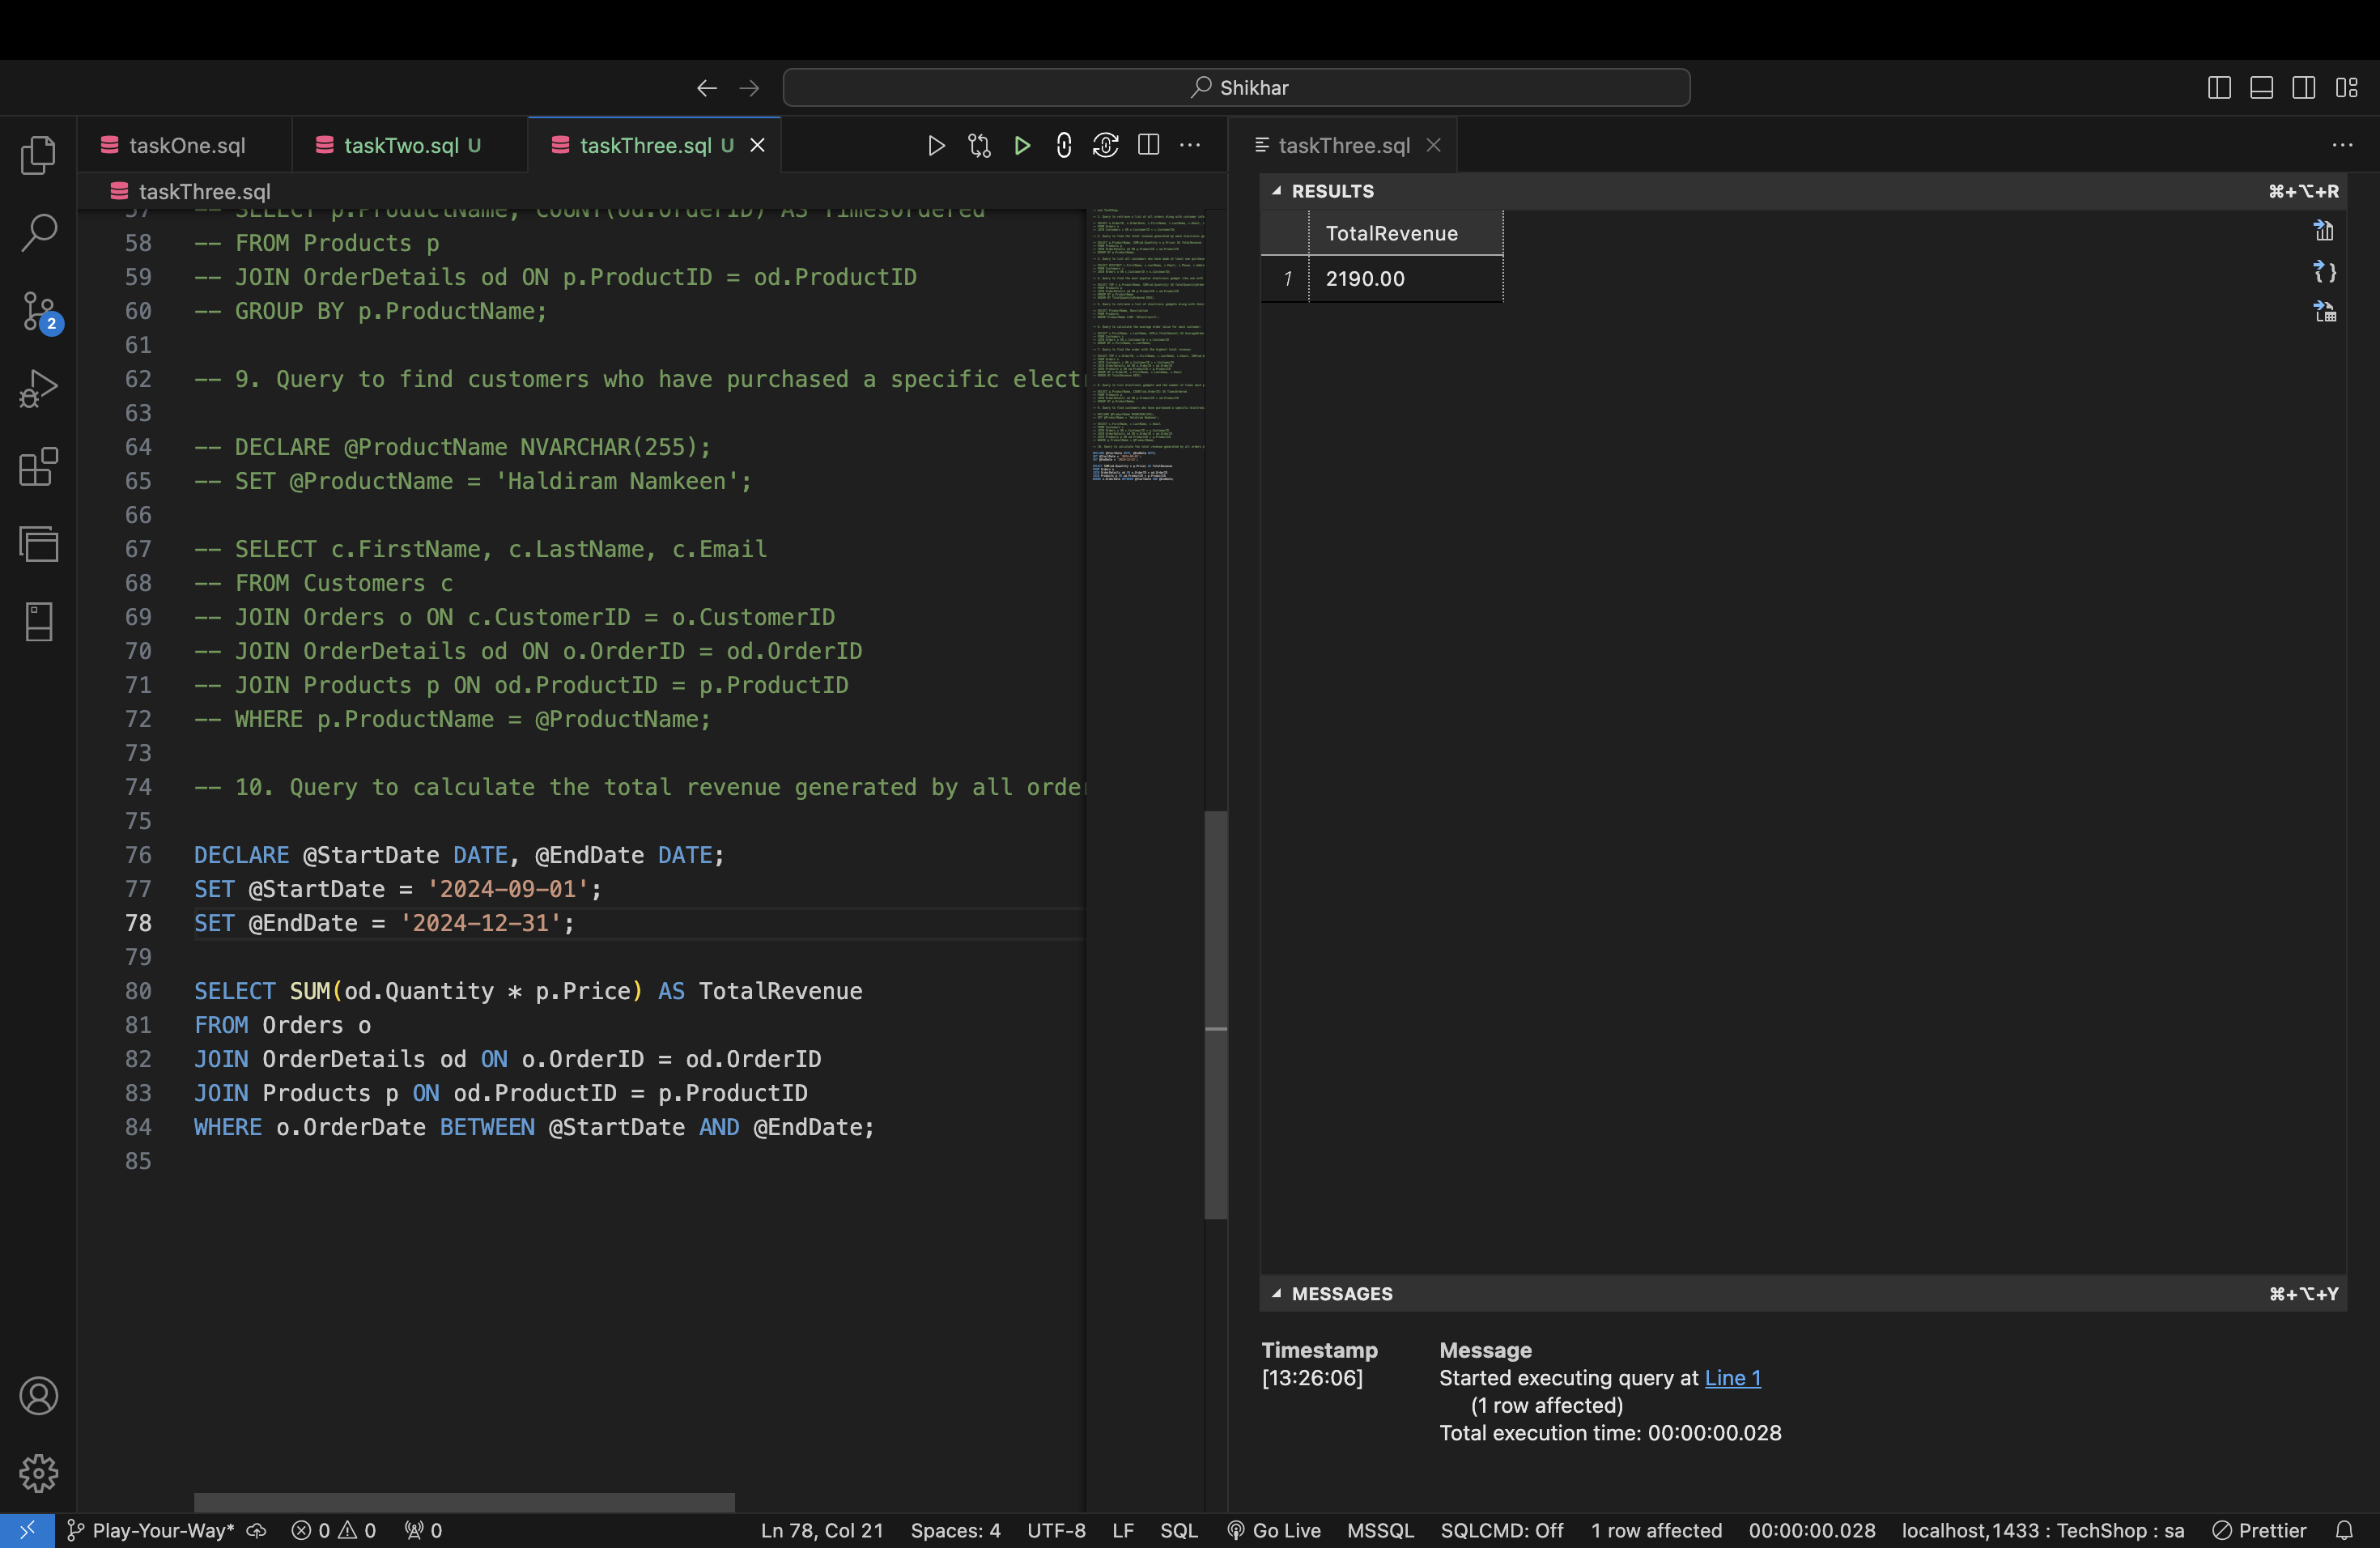 Shikhar
taskOne.sql
taskTwo.sql U
taskThree.sql U
taskThree.sql
taskThree.sql
57 -- SELECT p.ProductName, COUNT(od.OrderID) AS TimesOrdered
58 -- FROM Products p
59 -- JOIN OrderDetails od ON p.ProductID = od.ProductID
60 -- GROUP BY p.ProductName;
61
62 -- 9. Query to find customers who have purchased a specific elect
63
64 -- DECLARE @ProductName NVARCHAR(255);
65 -- SET @ProductName = 'Haldiram Namkeen';
66
67 -- SELECT c.FirstName, c.LastName, c.Email
68 -- FROM Customers c
69 -- JOIN Orders o ON c.CustomerID = o.CustomerID
70 -- JOIN OrderDetails od ON o.OrderID = od.OrderID
71 -- JOIN Products p ON od.ProductID = p.ProductID
72 -- WHERE p.ProductName = @ProductName;
73
74 -- 10. Query to calculate the total revenue generated by all order
75
76 DECLARE @StartDate DATE, @EndDate DATE;
77 SET @StartDate = '2024-09-01';
78 SET @EndDate = '2024-12-31';
79
80 SELECT SUM(od.Quantity * p.Price) AS TotalRevenue
81 FROM Orders o
82 JOIN OrderDetails od ON o.OrderID = od.OrderID
83 JOIN Products p ON od.ProductID = p.ProductID
84 WHERE o.OrderDate BETWEEN @StartDate AND @EndDate;
85
RESULTS ⌘+⌥+R
TotalRevenue
1 2190.00
MESSAGES ⌘+⌥+Y
Timestamp Message
[13:26:06] Started executing query at Line 1
(1 row affected)
Total execution time: 00:00:00.028
2
Play-Your-Way* 0 0 0 Ln 78, Col 21 Spaces: 4 UTF-8 LF SQL Go Live MSSQL SQLCMD: Off 1 row affected 00:00:00.028 localhost,1433 : TechShop : sa Prettier